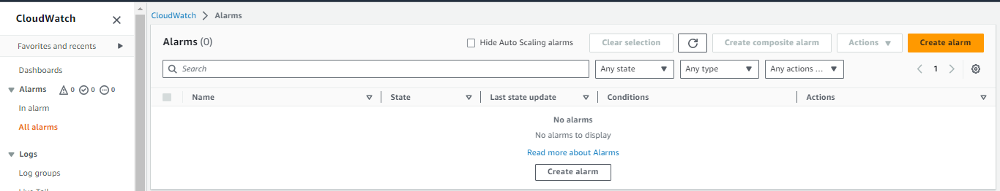 CloudWatch
Favorites and recents
Dashboards
Alarms 0 0 0
In alarm
All alarms
Logs
Log groups
Live Tail
CloudWatch > Alarms
Alarms (0)
Hide Auto Scaling alarms
Clear selection
Create composite alarm
Actions
Create alarm
Search
Any state
Any type
Any actions ...
1
Name State Last state update Conditions Actions
No alarms
No alarms to display
Read more about Alarms
Create alarm